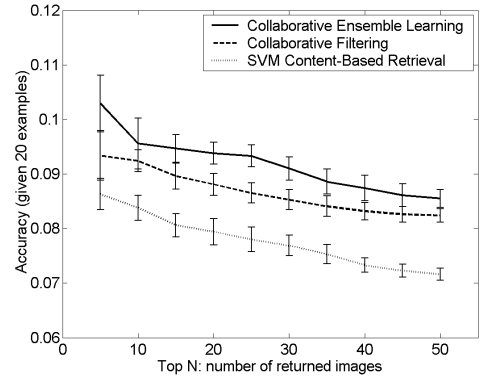 Collaborative Ensemble Learning
Collaborative Filtering
SVM Content-Based Retrieval
Accuracy (given 20 examples)
0.12
0.11
0.1
0.09
0.08
0.07
0.06
0 10 20 30 40 50
Top N: number of returned images